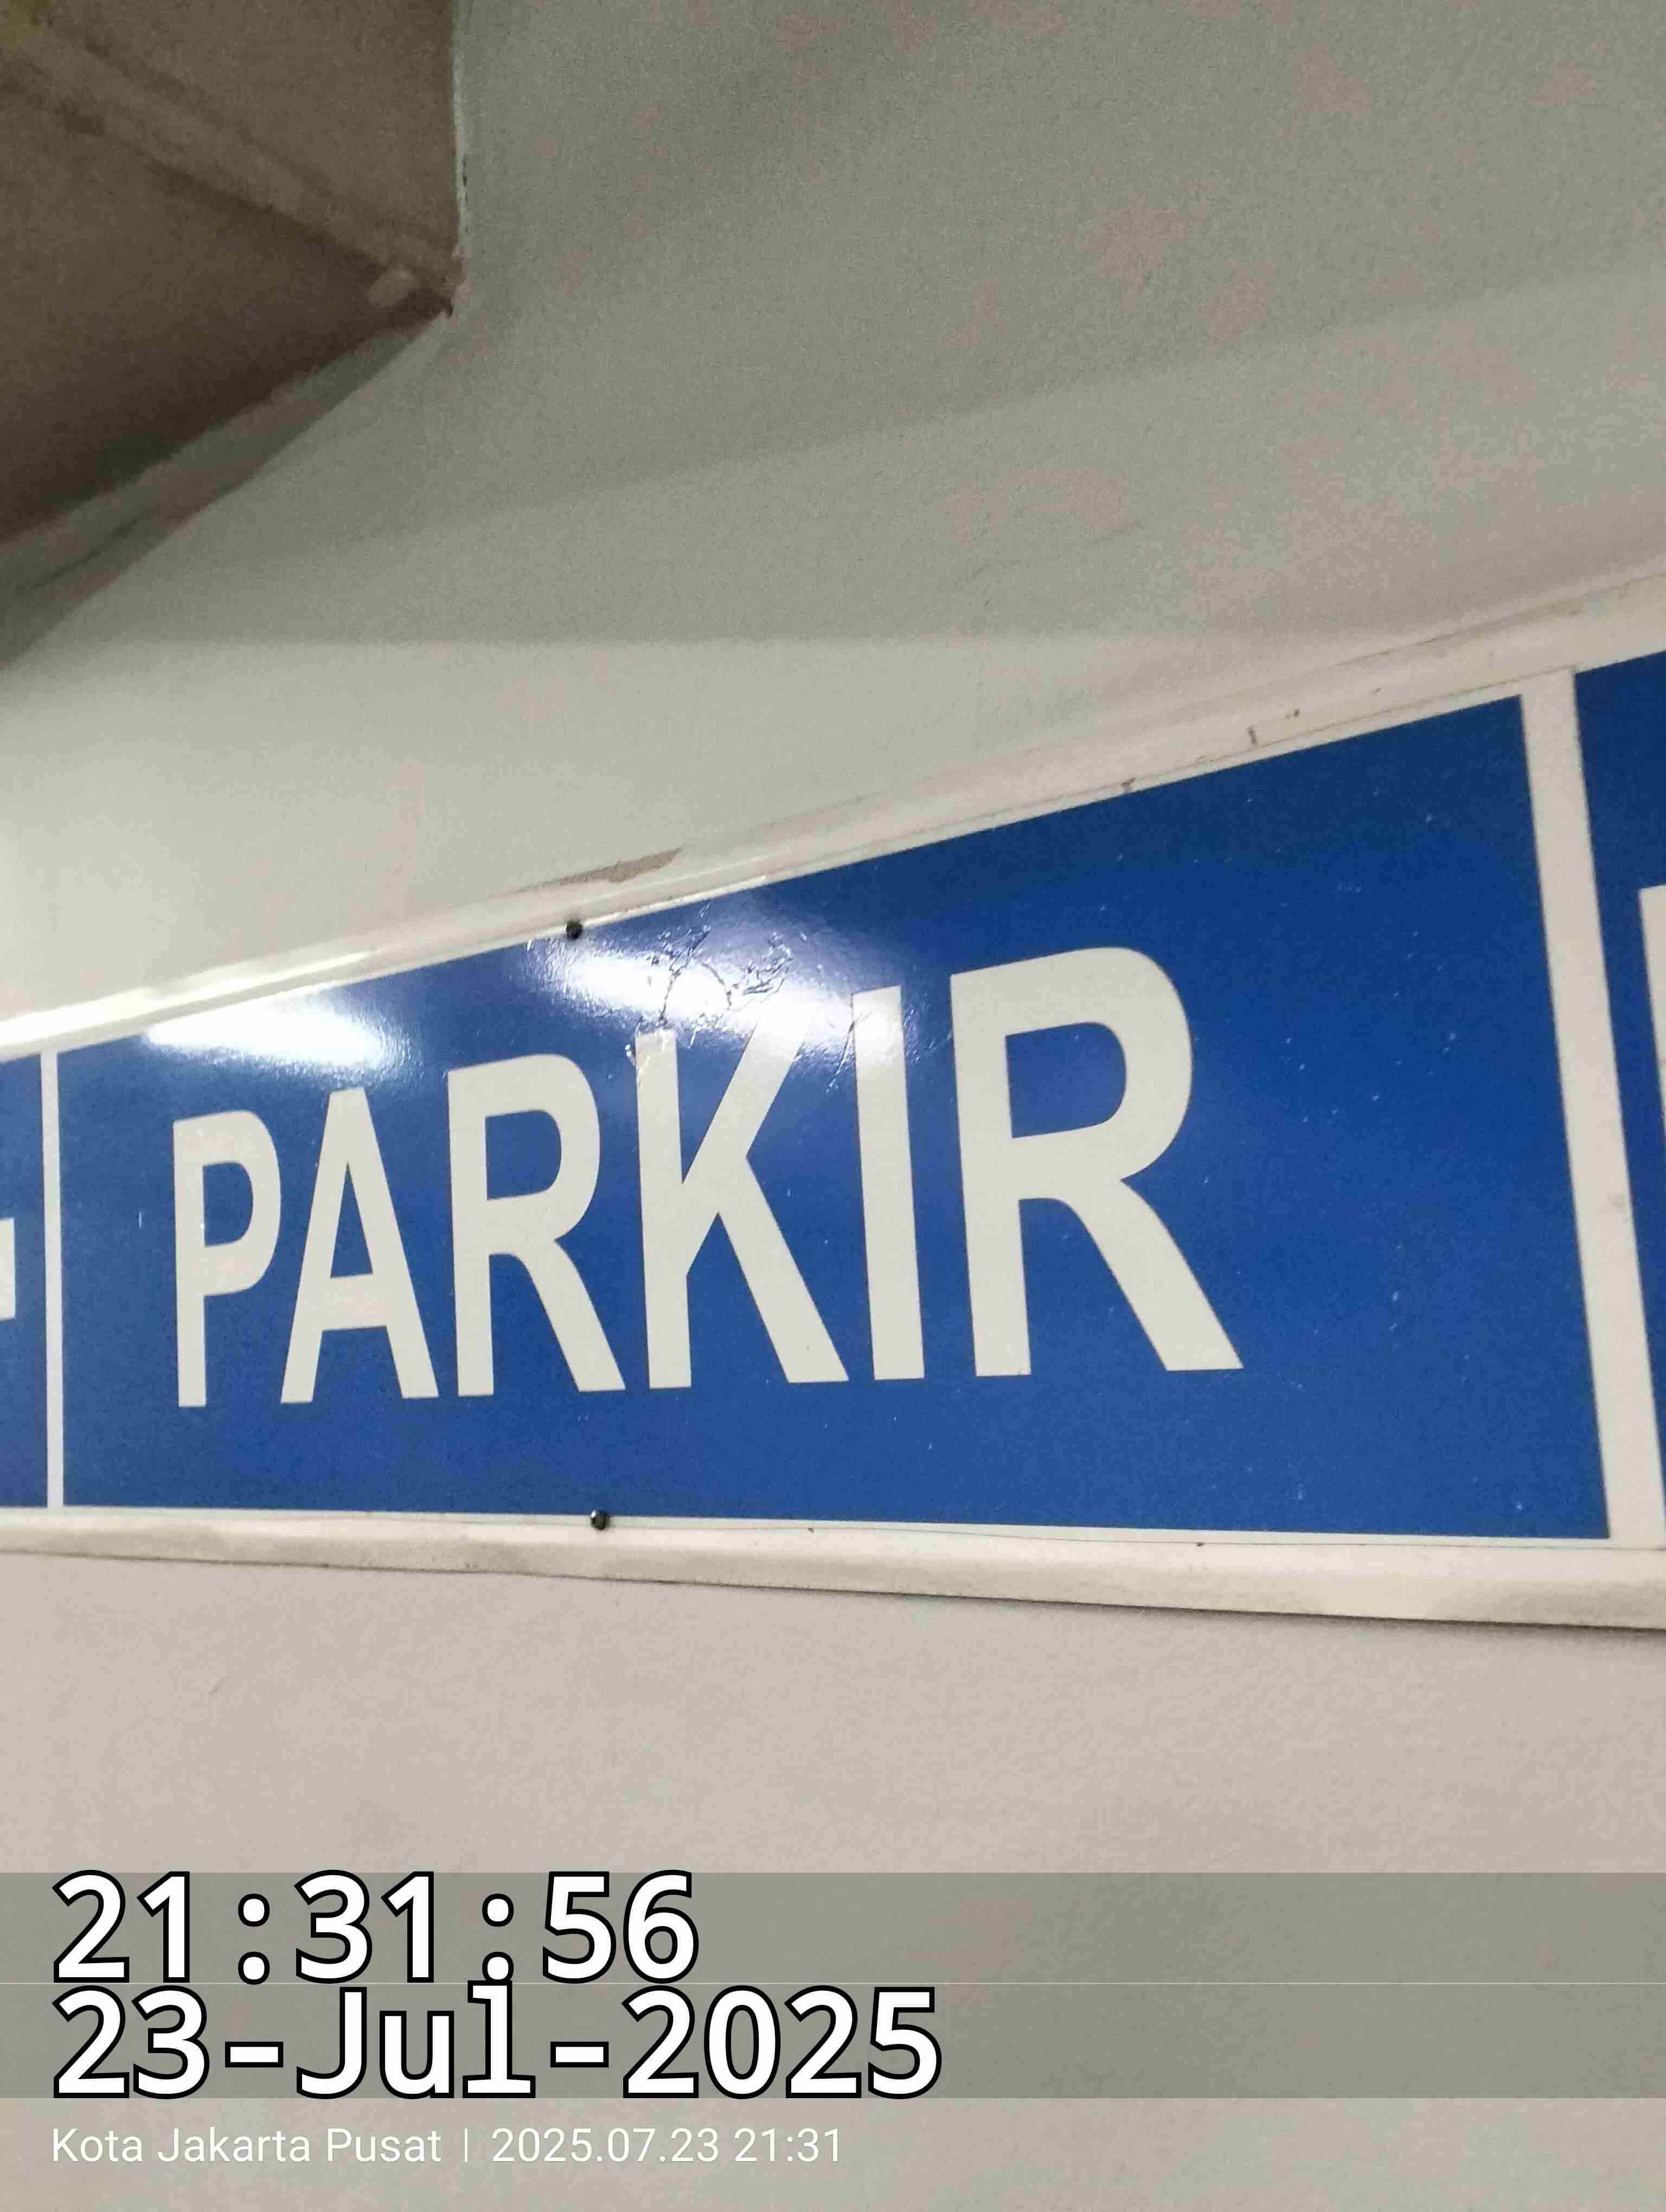 PARKIR
21:31:56
23-Jul-2025
Kota Jakarta Pusat | 2025.07.23 21:31